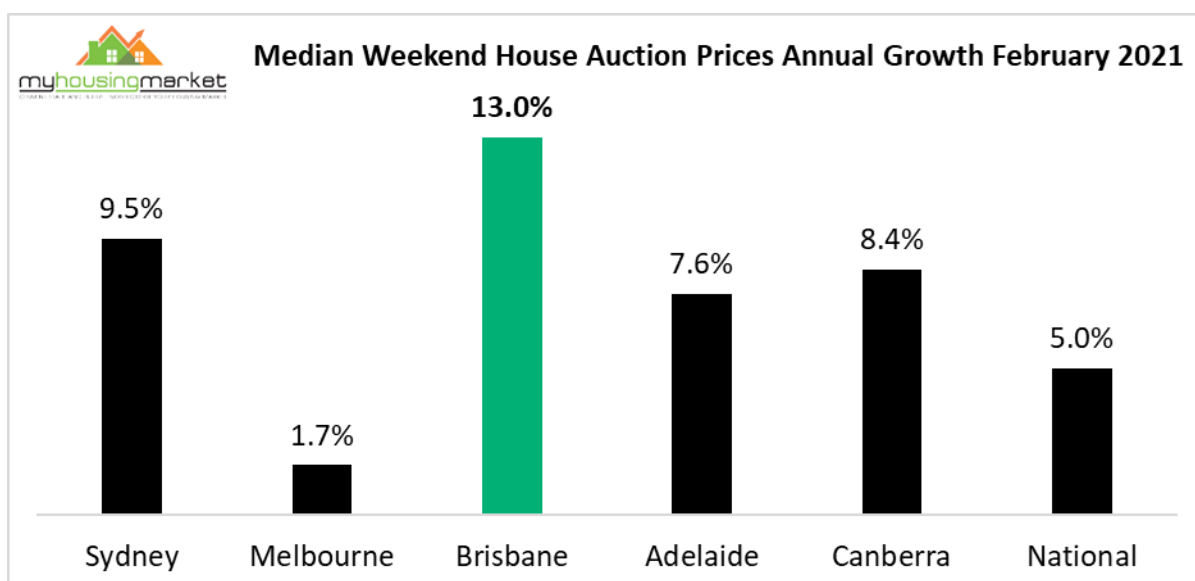 myhousingmarket
Median Weekend House Auction Prices Annual Growth February 2021
13.0%
9.5%
8.4%
7.6%
5.0%
1.7%
Sydney Melbourne Brisbane Adelaide Canberra National